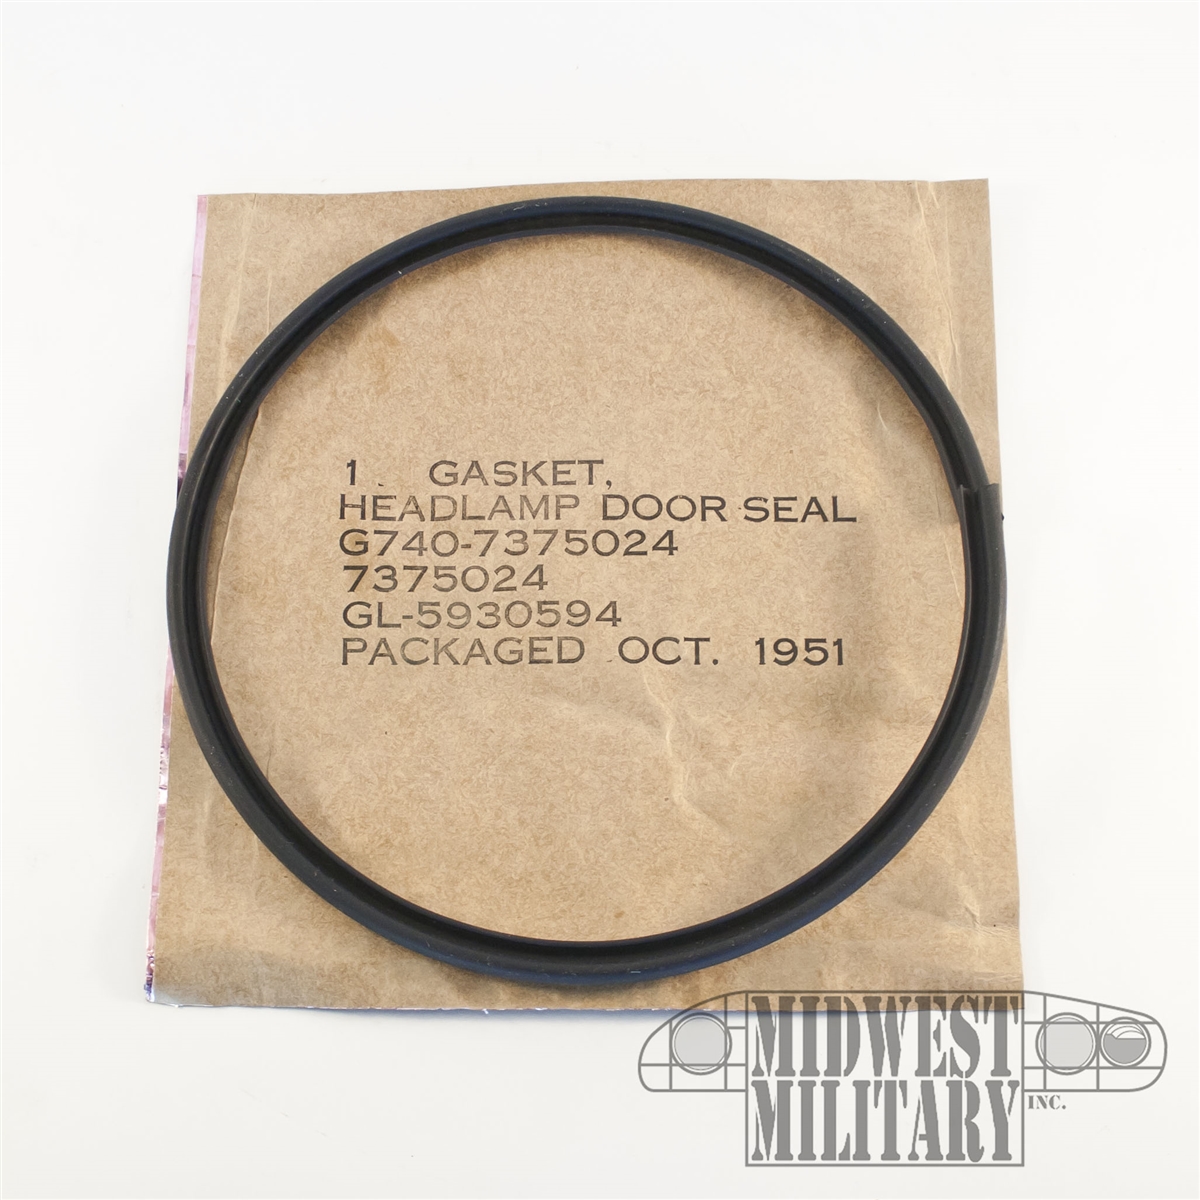 1. GASKET,
HEADLAMP DOOR SEAL
G740-7375024
7375024
GL-5930594
PACKAGED OCT. 1951
MIDWEST
MILITARY
INC.